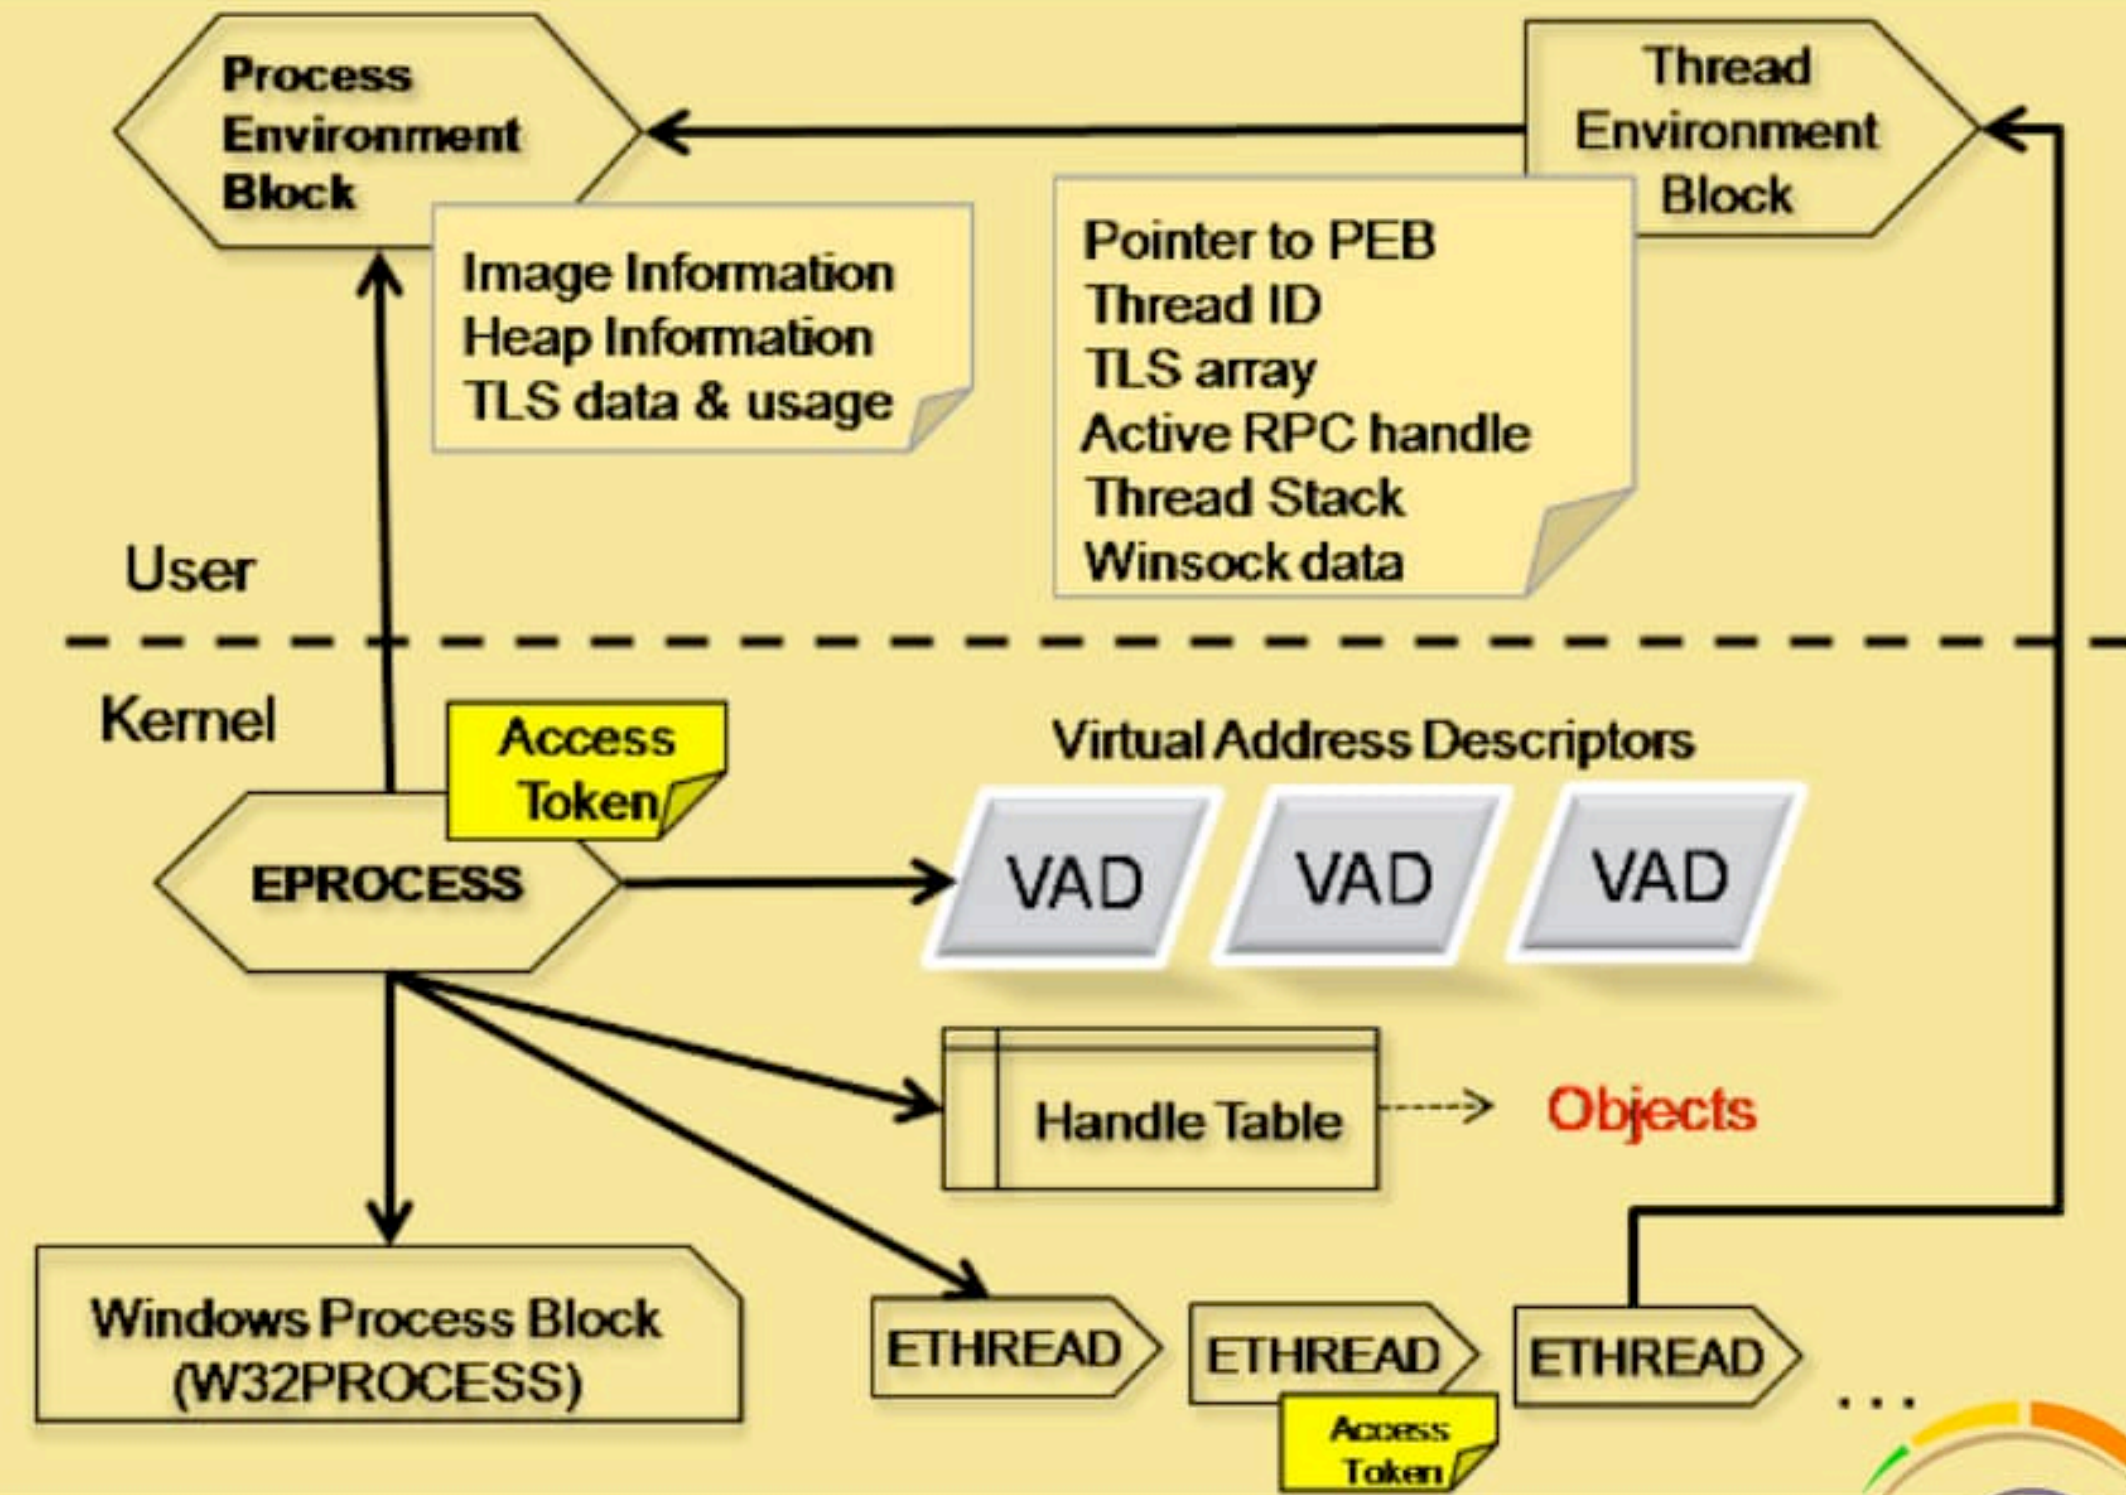 Process
Environment
Block
Thread
Environment
Block
Image Information
Heap Information
TLS data & usage
Pointer to PEB
Thread ID
TLS array
Active RPC handle
Thread Stack
Winsock data
User
Kernel
Access
Token
EPROCESS
Virtual Address Descriptors
VAD
VAD
VAD
Handle Table
Objects
Windows Process Block
(W32PROCESS)
ETHREAD
ETHREAD
ETHREAD
...
Access
Token